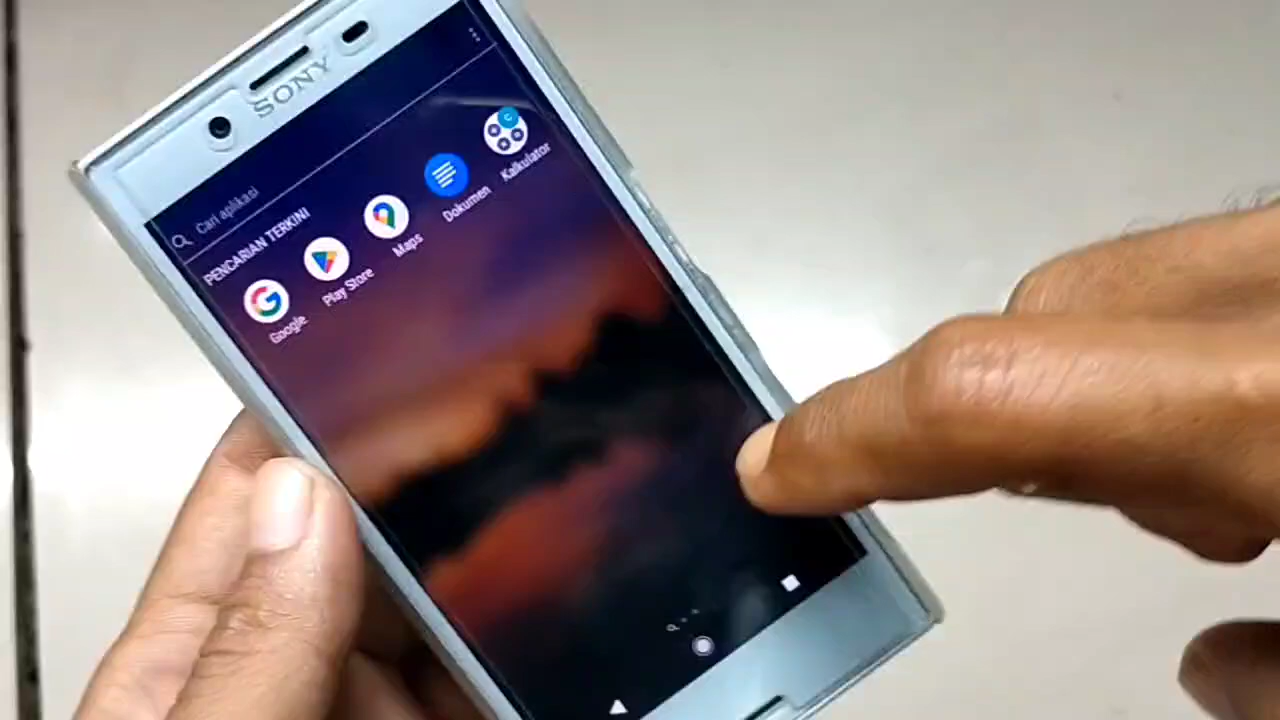 SONY
Cari aplikasi
PENCARIAN TERKINI
Google
Play Store
Maps
Dokumen
Kalkulator